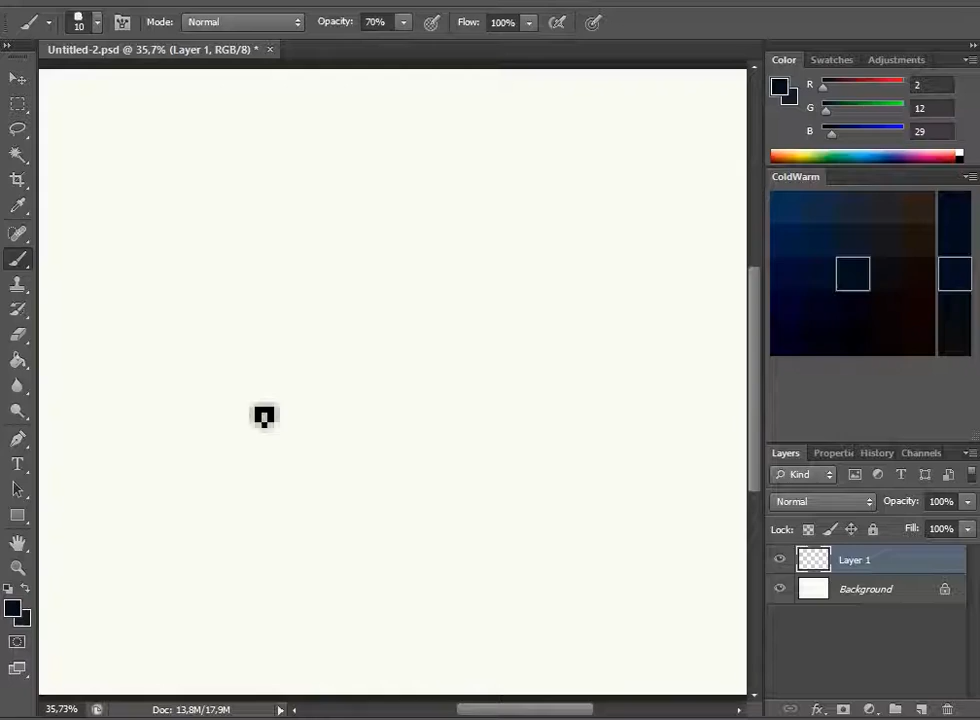 10 Mode: Normal Opacity: 70% Flow: 100%
Untitled-2.psd @ 35,7% (Layer 1, RGB/8) *
Color Swatches Adjustments
R 2
G 12
B 29
ColdWarm
Layers Properti History Channels
Kind
Normal Opacity: 100%
Lock: Fill: 100%
Layer 1
Background
35,73% Doc: 13,8M/17,9M